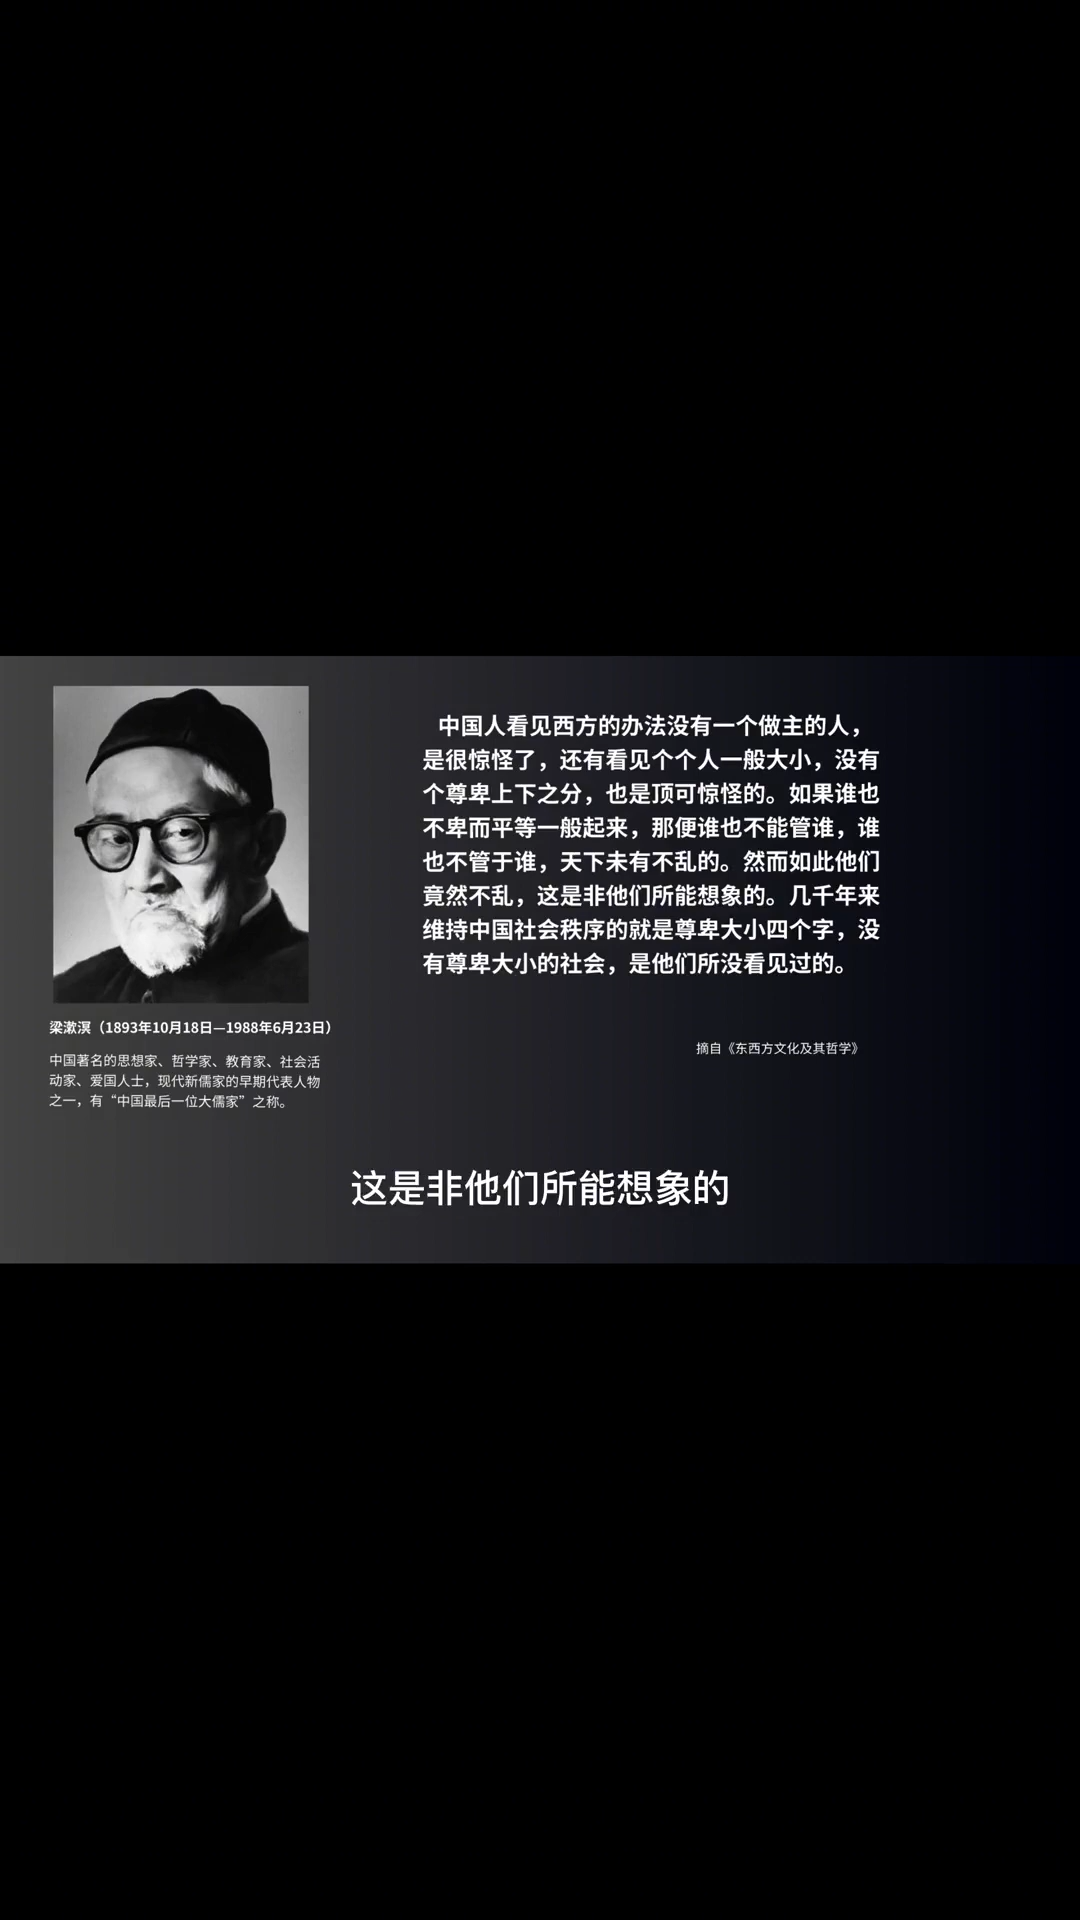 中国人看见西方的办法没有一个做主的人，
是很惊怪了，还有看见个个人一般大小，没有
个尊卑上下之分，也是顶可惊怪的。如果谁也
不卑而平等一般起来，那便谁也不能管谁，谁
也不管于谁，天下未有不乱的。然而如此他们
竟然不乱，这是非他们所能想象的。几千年来
维持中国社会秩序的就是尊卑大小四个字，没
有尊卑大小的社会，是他们所没看见过的。
摘自《东西方文化及其哲学》
梁漱溟（1893年10月18日—1988年6月23日）
中国著名的思想家、哲学家、教育家、社会活
动家、爱国人士，现代新儒家的早期代表人物
之一，有“中国最后一位大儒家”之称。
这是非他们所能想象的